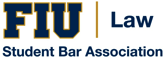 FIU | Law
Student Bar Association